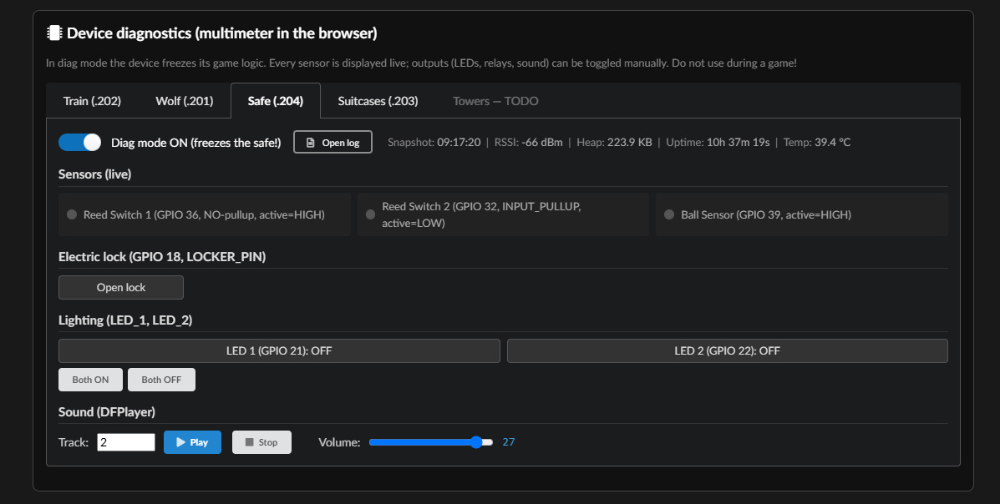 Device diagnostics (multimeter in the browser)
In diag mode the device freezes its game logic. Every sensor is displayed live; outputs (LEDs, relays, sound) can be toggled manually. Do not use during a game!
Train (.202) Wolf (.201) Safe (.204) Suitcases (.203) Towers — TODO
Diag mode ON (freezes the safe!) Open log Snapshot: 09:17:20 | RSSI: -66 dBm | Heap: 223.9 KB | Uptime: 10h 37m 19s | Temp: 39.4 °C
Sensors (live)
Reed Switch 1 (GPIO 36, NO-pullup, active=HIGH)
Reed Switch 2 (GPIO 32, INPUT_PULLUP,
active=LOW)
Ball Sensor (GPIO 39, active=HIGH)
Electric lock (GPIO 18, LOCKER_PIN)
Open lock
Lighting (LED_1, LED_2)
LED 1 (GPIO 21): OFF LED 2 (GPIO 22): OFF
Both ON Both OFF
Sound (DFPlayer)
Track: 2 Play Stop Volume: 27